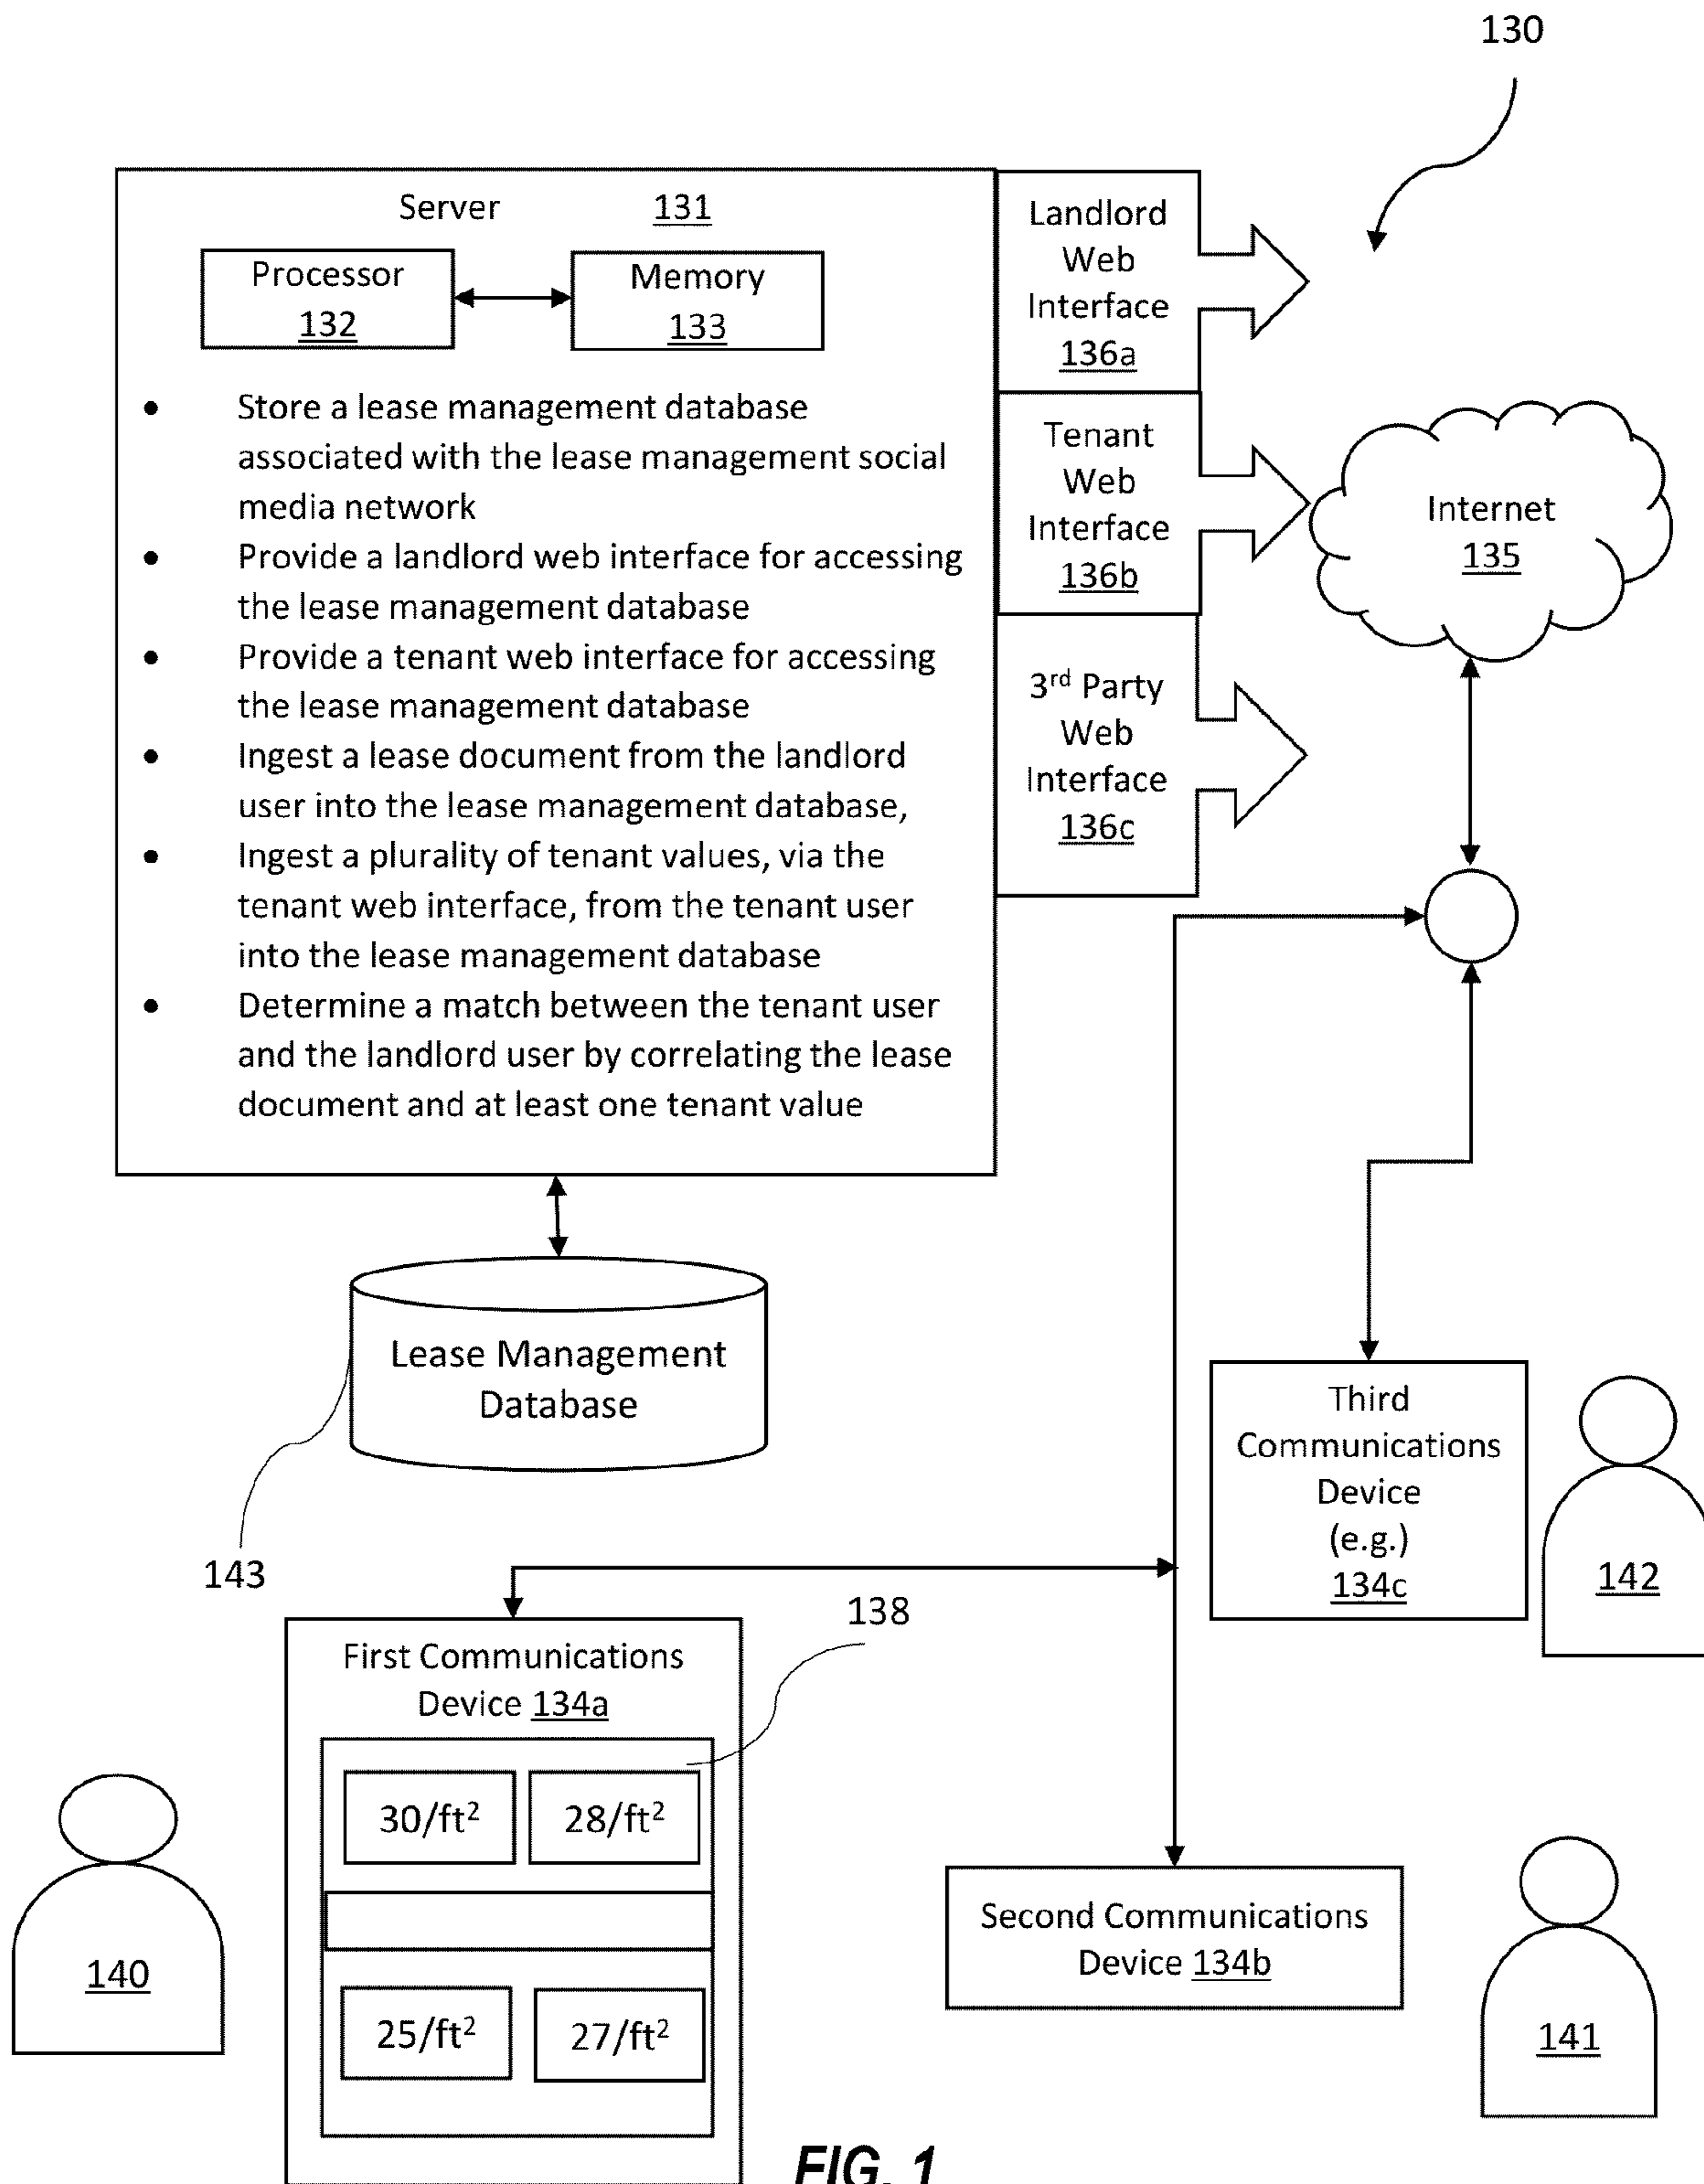 130
Server 131
Processor
132
Memory
133
• Store a lease management database
associated with the lease management social
media network
• Provide a landlord web interface for accessing
the lease management database
• Provide a tenant web interface for accessing
the lease management database
• Ingest a lease document from the landlord
user into the lease management database,
• Ingest a plurality of tenant values, via the
tenant web interface, from the tenant user
into the lease management database
• Determine a match between the tenant user
and the landlord user by correlating the lease
document and at least one tenant value
Landlord
Web
Interface
136a
Tenant
Web
Interface
136b
3rd Party
Web
Interface
136c
Internet
135
Lease Management
Database
143
Third
Communications
Device
(e.g.)
134c
142
138
First Communications
Device 134a
30/ft²
28/ft²
25/ft²
27/ft²
140
Second Communications
Device 134b
141
FIG. 1